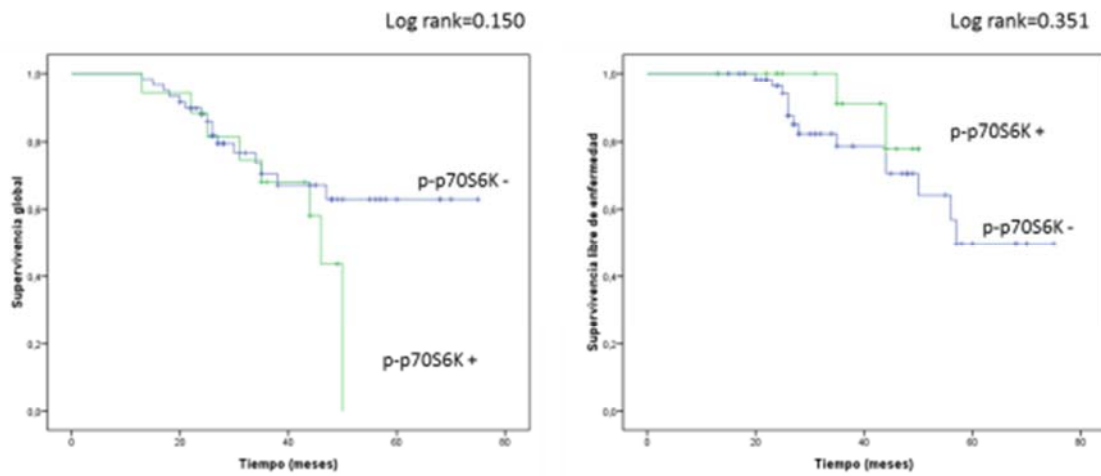 Log rank=0.150
Supervivencia global
1,0
0,8
0,6
0,4
0,2
0,0
p-p70S6K -
p-p70S6K +
0 20 40 60 80
Tiempo (meses)
Log rank=0.351
Supervivencia libre de enfermedad
1,0
0,8
0,6
0,4
0,2
0,0
p-p70S6K +
p-p70S6K -
0 20 40 60 80
Tiempo (meses)